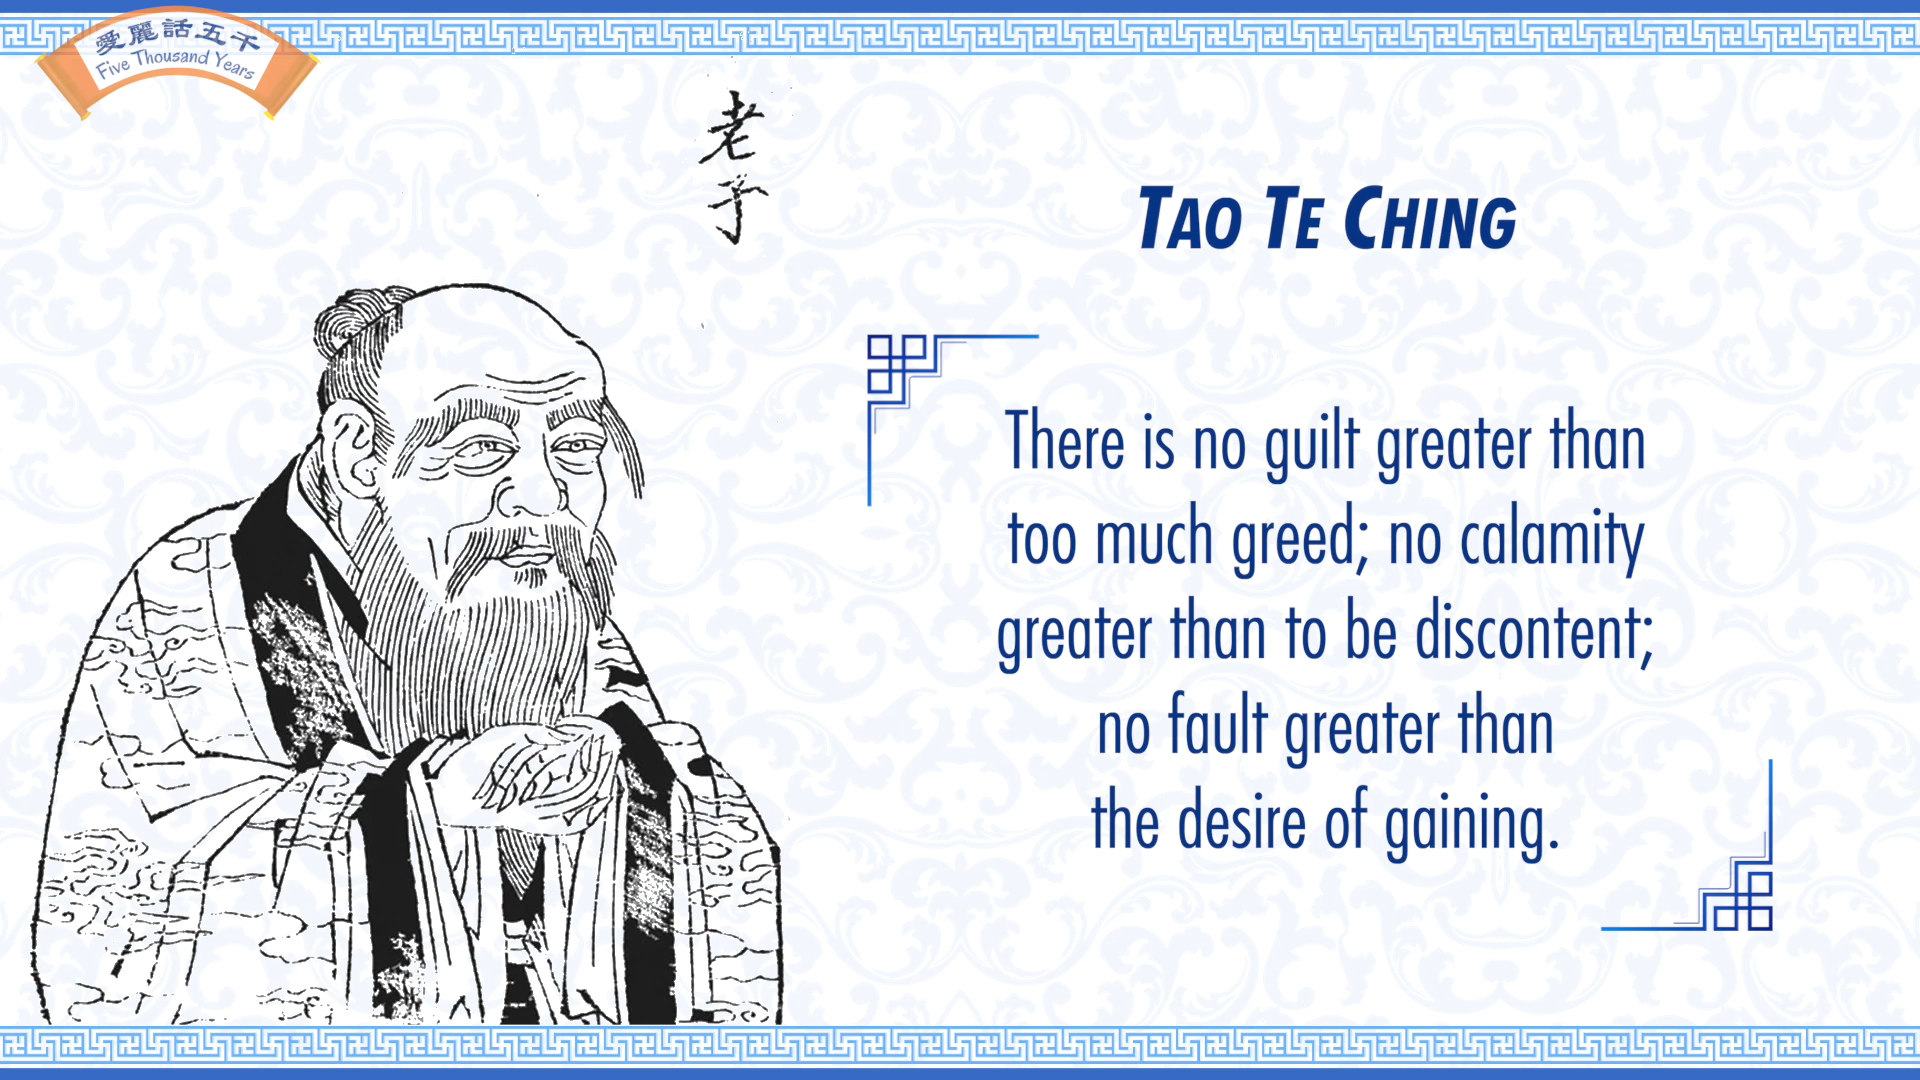 愛麗話五千
Five Thousand Years
老子
TAO TE CHING
There is no guilt greater than
too much greed; no calamity
greater than to be discontent;
no fault greater than
the desire of gaining.